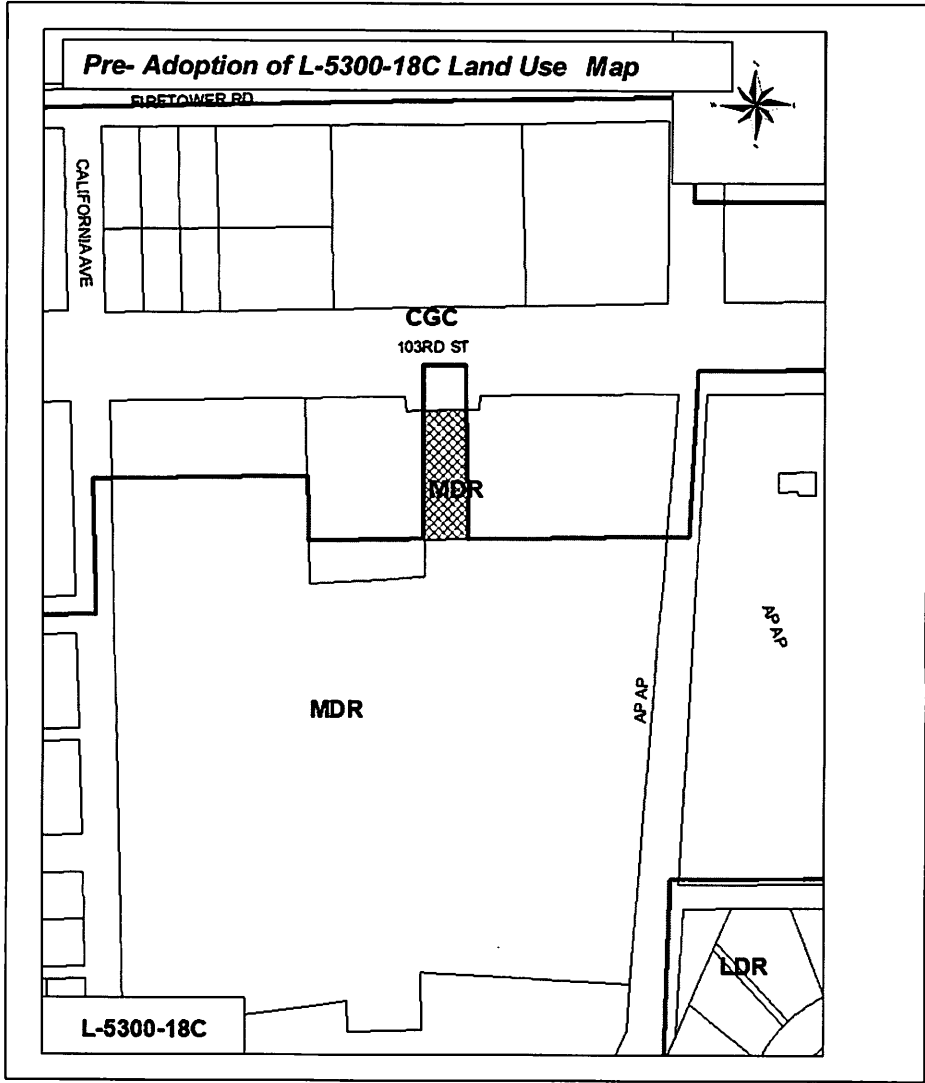 Pre- Adoption of L-5300-18C Land Use Map
FIRETOWER RD
CALIFORNIA AVE
CGC
103RD ST
MDR
MDR
AP AP
AP AP
LDR
L-5300-18C